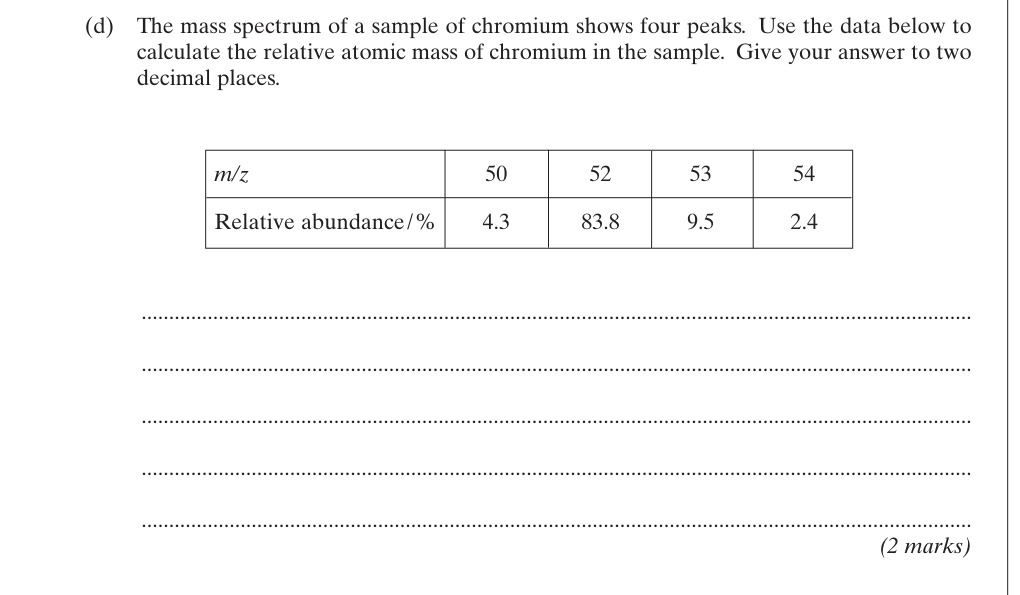 (d) The mass spectrum of a sample of chromium shows four peaks. Use the data below to
calculate the relative atomic mass of chromium in the sample. Give your answer to two
decimal places.
m/z 50 52 53 54
Relative abundance/% 4.3 83.8 9.5 2.4
(2 marks)